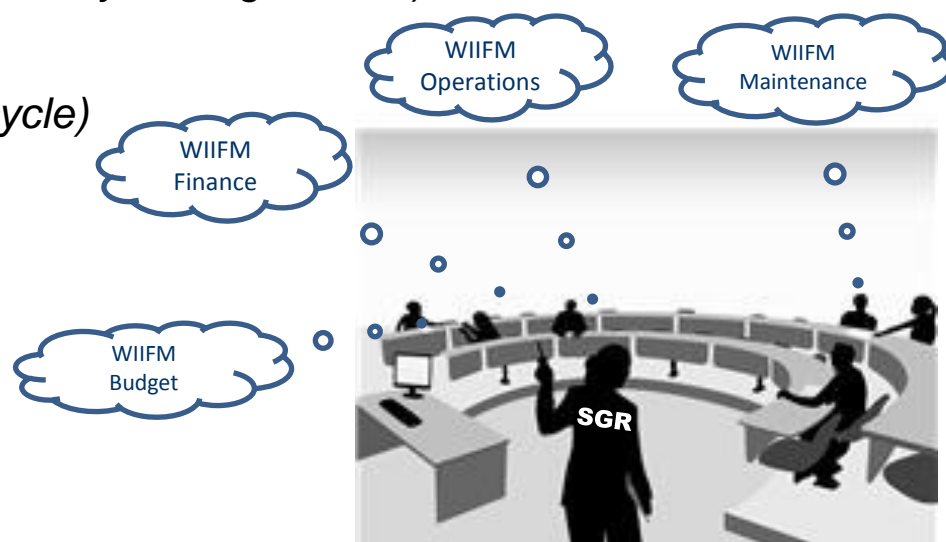 ycle)
WIIFM
Operations
WIIFM
Maintenance
WIIFM
Finance
WIIFM
Budget
SGR